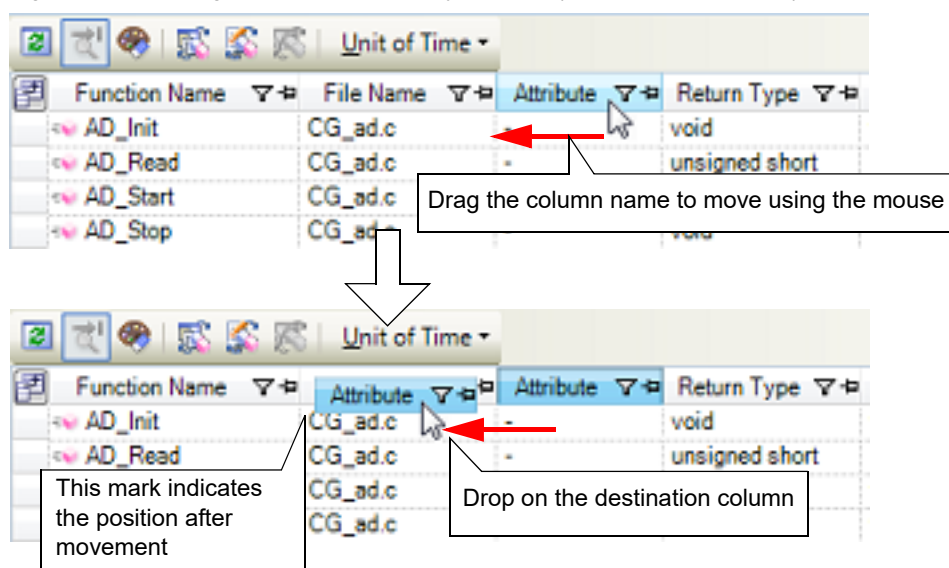 Unit of Time
Function Name File Name Attribute Return Type
AD_Init CG_ad.c - void
AD_Read CG_ad.c - unsigned short
AD_Start CG_ad.c
Drag the column name to move using the mouse
AD_Stop CG_ad.c void
Unit of Time
Function Name Attribute Attribute Return Type
AD_Init CG_ad.c - void
AD_Read CG_ad.c - unsigned short
This mark indicates
the position after
movement
CG_ad.c
CG_ad.c
Drop on the destination column